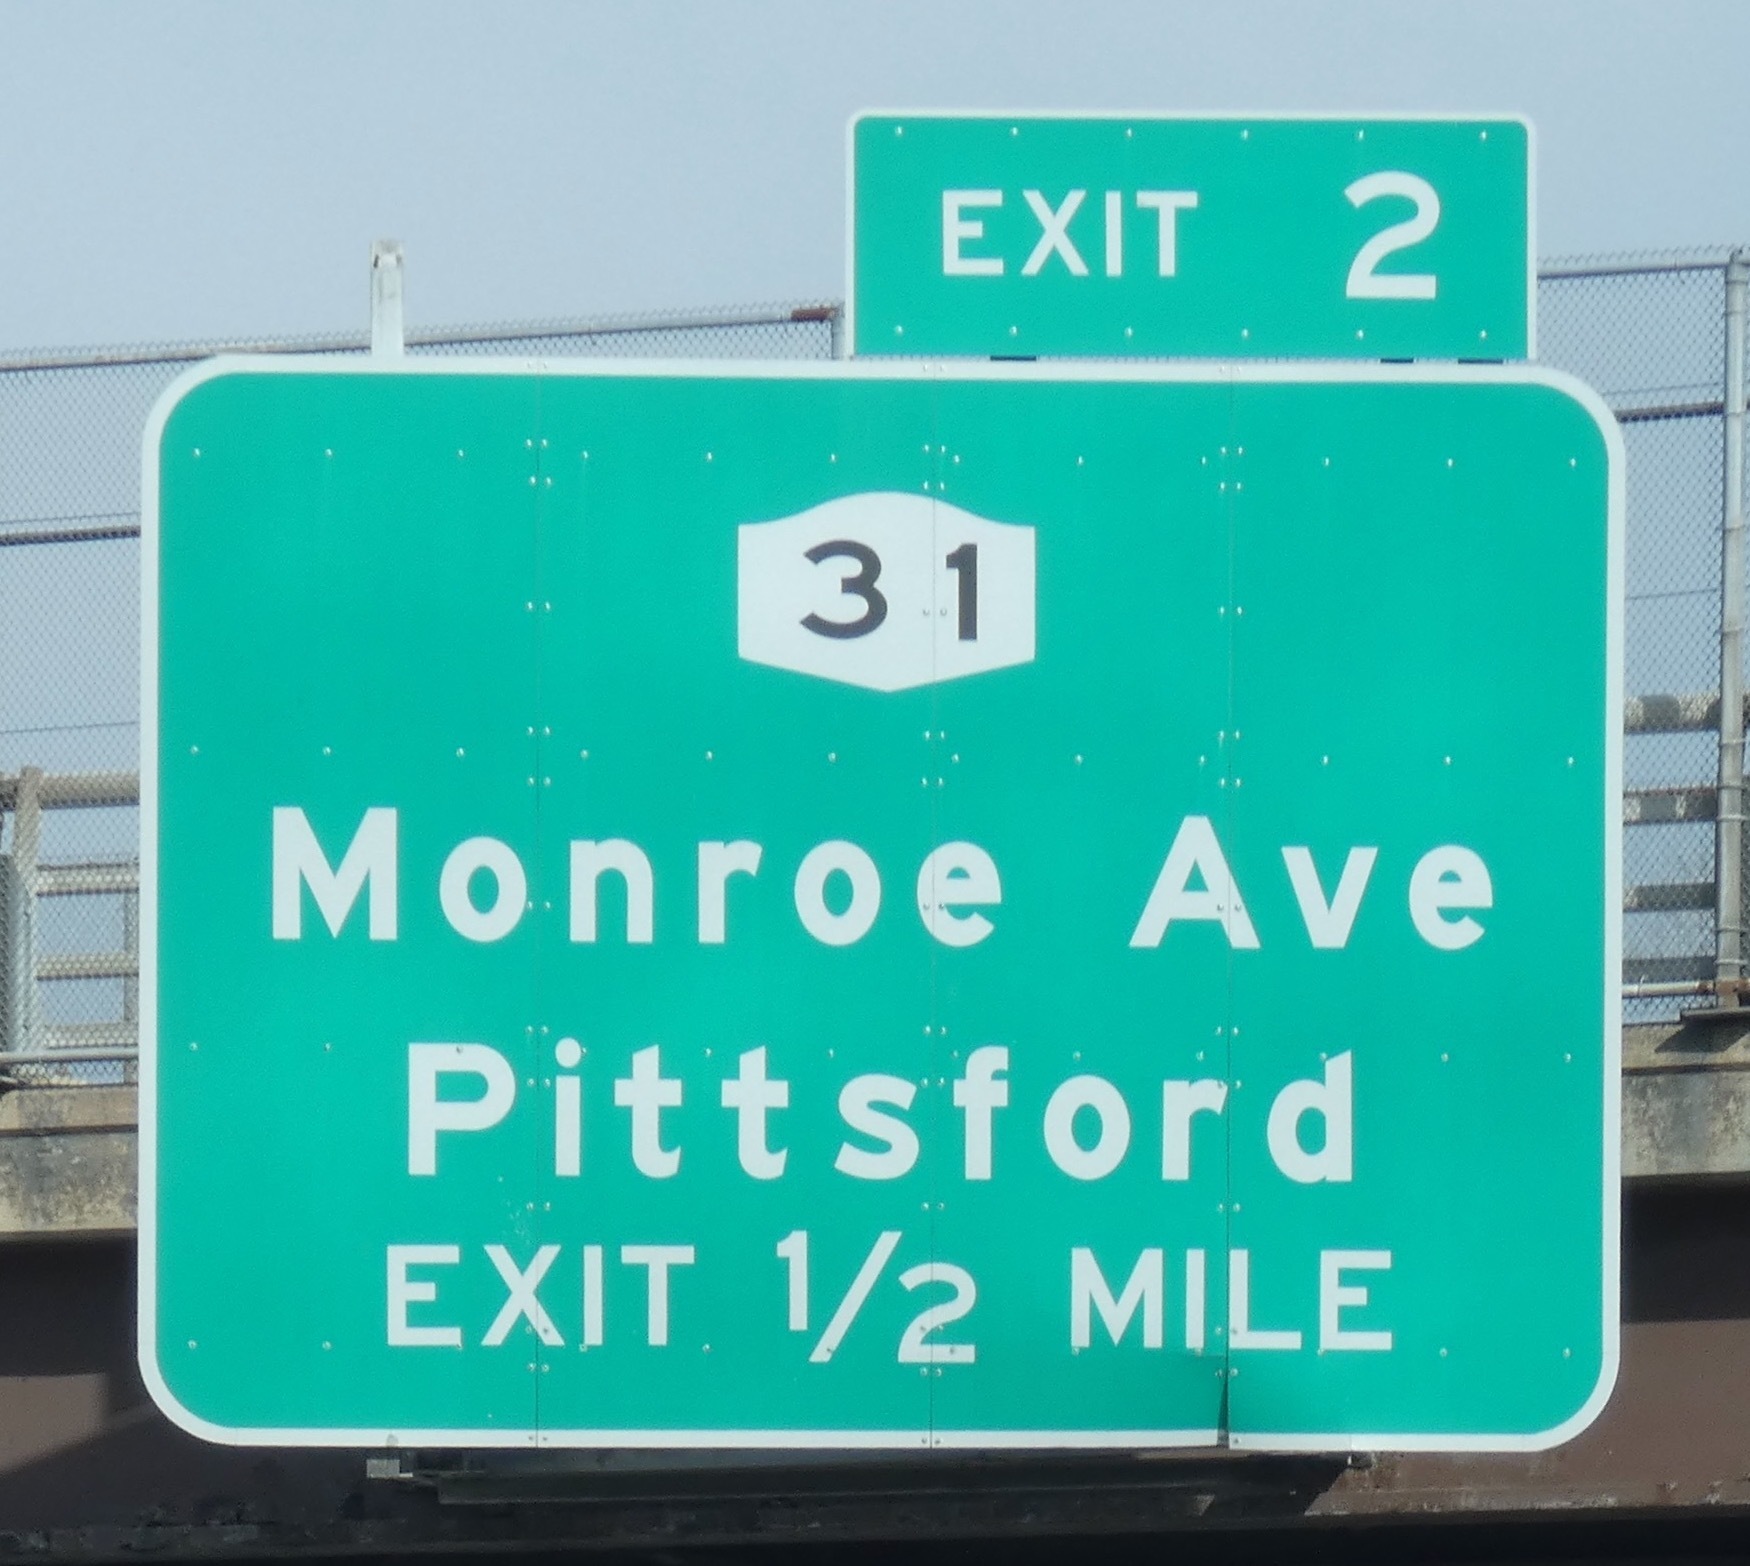 EXIT 2
31
Monroe Ave
Pittsford
EXIT 1/2 MILE